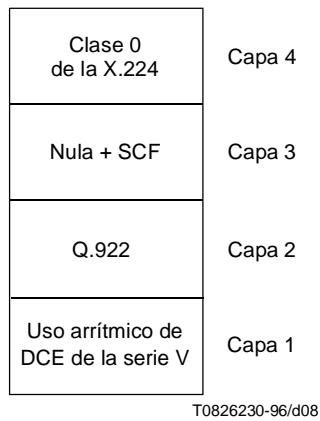 Clase 0
de la X.224
Capa 4
Nula + SCF
Capa 3
Q.922
Capa 2
Uso arrítmico de
DCE de la serie V
Capa 1
T0826230-96/d08